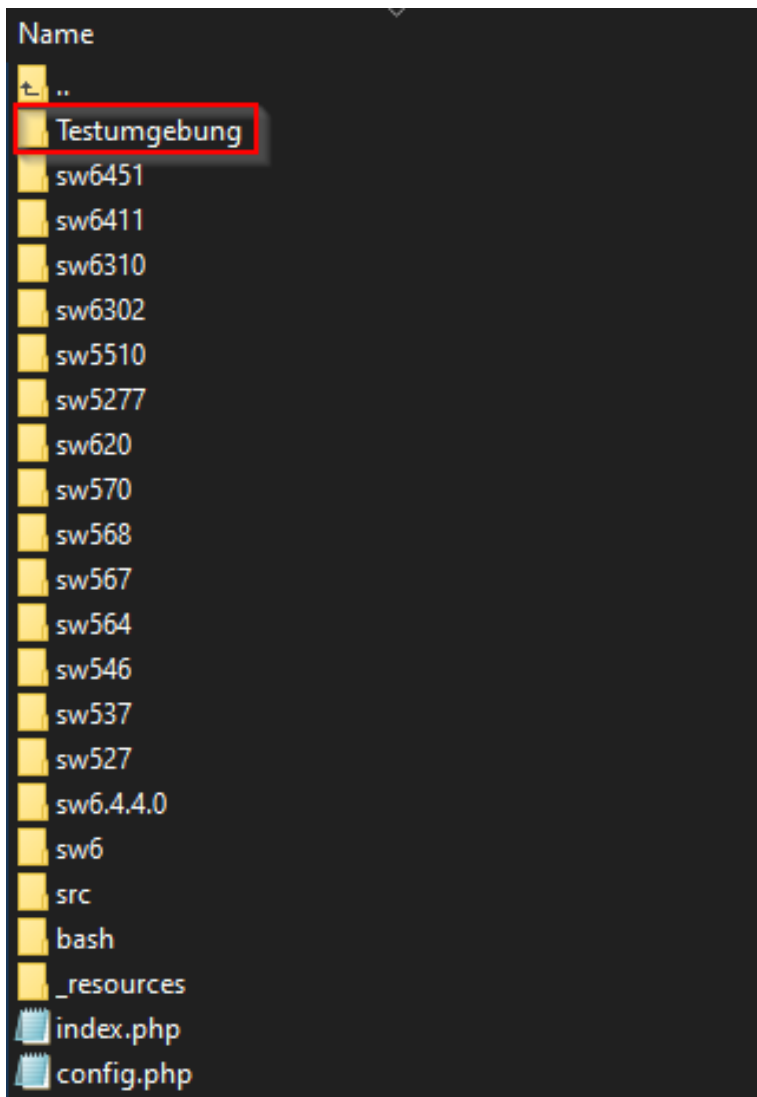 Name
..
Testumgebung
sw6451
sw6411
sw6310
sw6302
sw5510
sw5277
sw620
sw570
sw568
sw567
sw564
sw546
sw537
sw527
sw6.4.4.0
sw6
src
bash
_resources
index.php
config.php